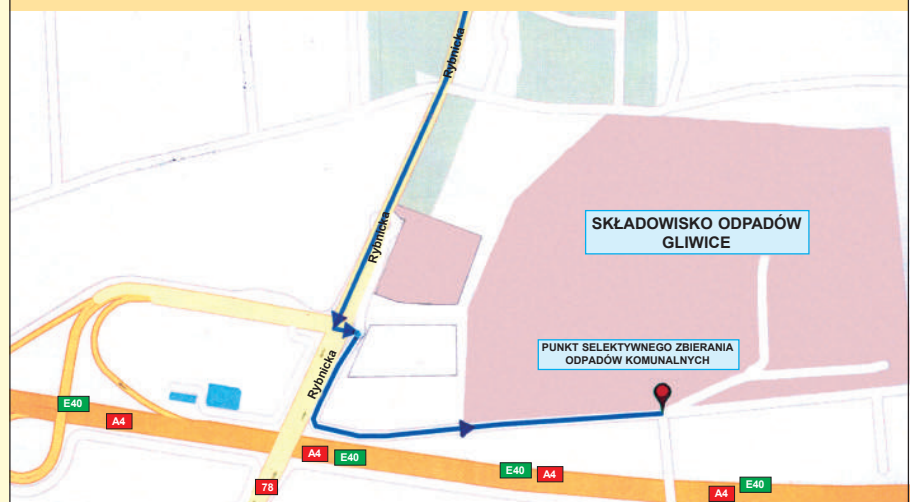 Rybnicka
Rybnicka
SKŁADOWISKO ODPADÓW
GLIWICE
PUNKT SELEKTYWNEGO ZBIERANIA
ODPADÓW KOMUNALNYCH
Rybnicka
E40
A4
A4
E40
78
E40
A4
A4
E40